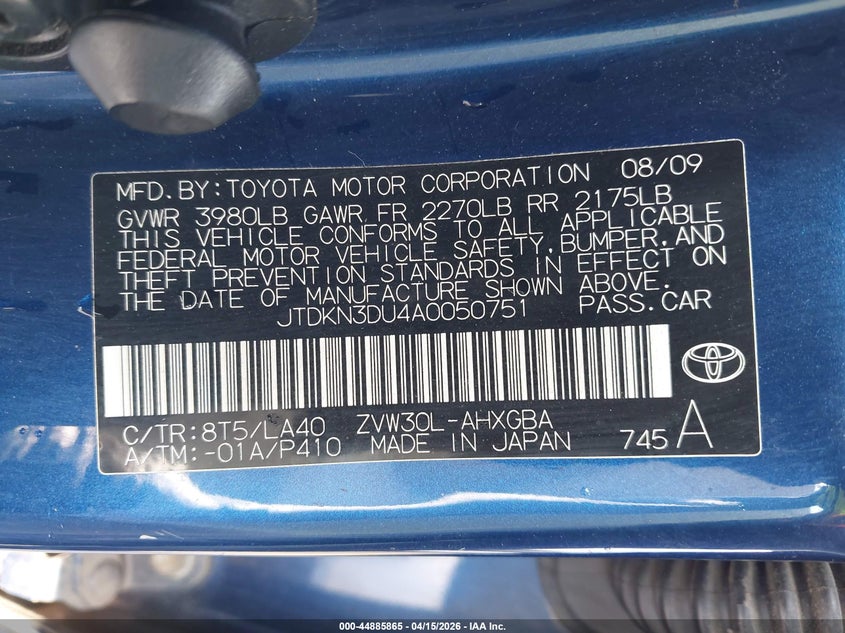 MFD.BY:TOYOTA MOTOR CORPORATION 08/09
GVWR 3980LB GAWR FR 2270LB RR 2175LB
THIS VEHICLE CONFORMS TO ALL APPLICABLE
FEDERAL MOTOR VEHICLE SAFETY,BUMPER,AND
THEFT PREVENTION STANDARDS IN EFFECT ON
THE DATE OF MANUFACTURE SHOWN ABOVE.
JTDKN3DU4A0050751 PASS.CAR
C/TR:8T5/LA40 ZVW30L-AHXGBA
A/TM:-01A/P410 MADE IN JAPAN 745 A
000-44885865 - 04/15/2026 - IAA Inc.